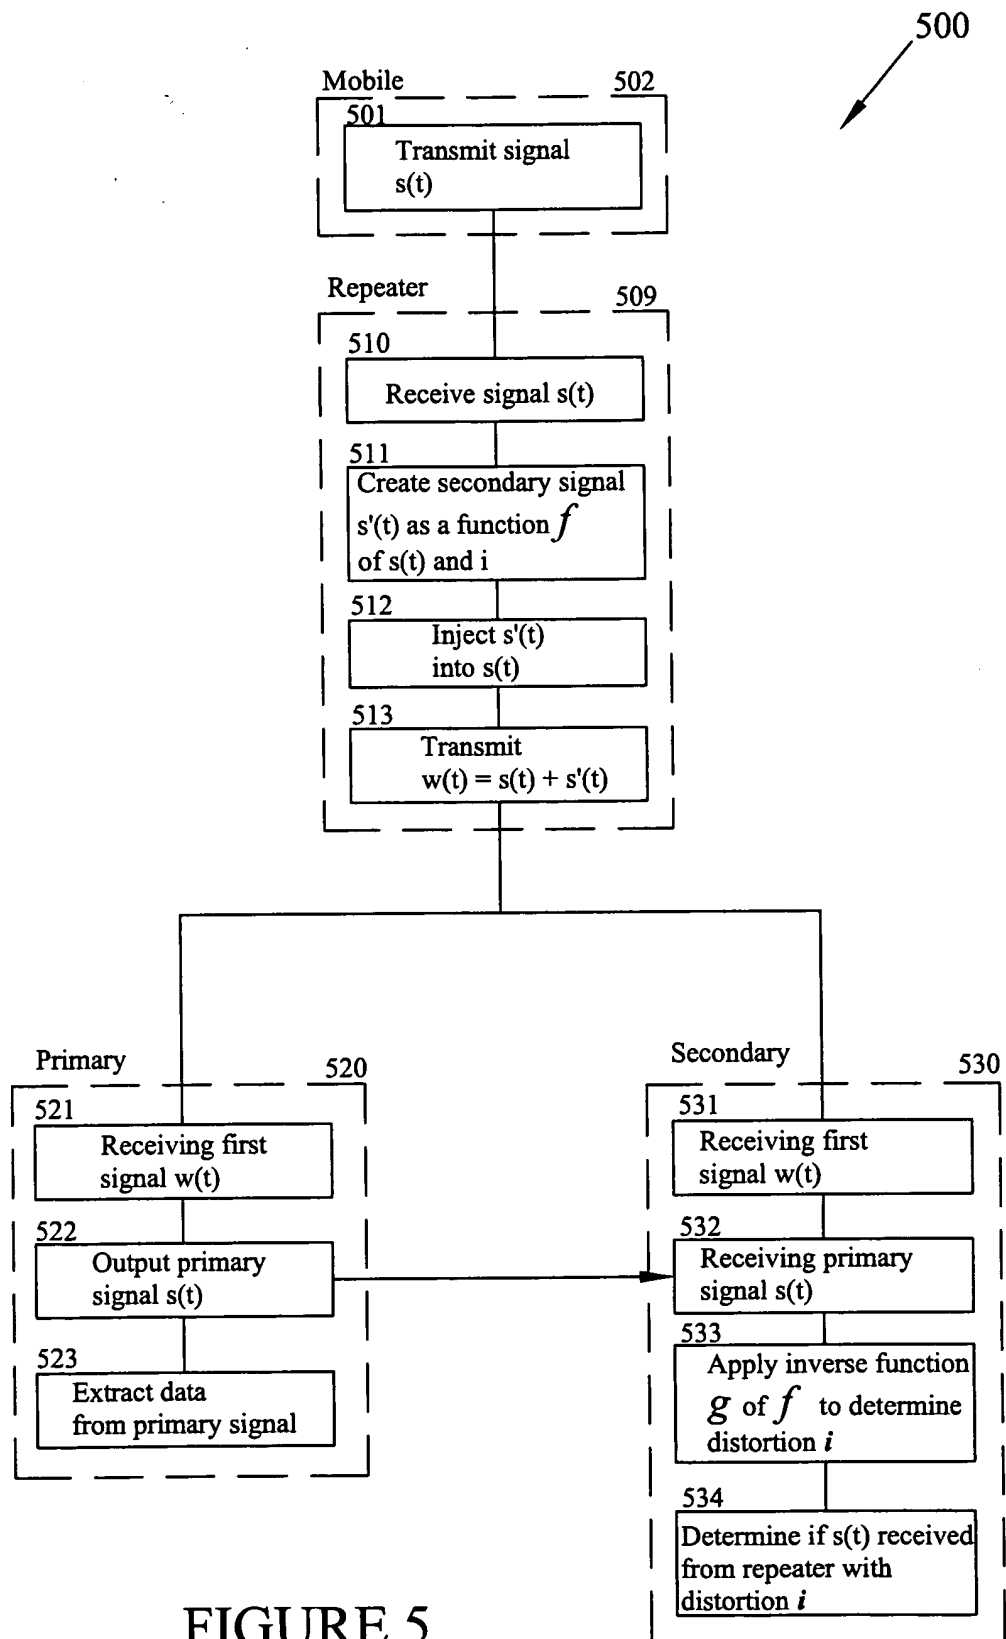 500
Mobile
502
501
Transmit signal
s(t)
Repeater
509
510
Receive signal s(t)
511
Create secondary signal
s'(t) as a function f
of s(t) and i
512
Inject s'(t)
into s(t)
513
Transmit
w(t) = s(t) + s'(t)
Primary
520
521
Receiving first
signal w(t)
522
Output primary
signal s(t)
523
Extract data
from primary signal
Secondary
530
531
Receiving first
signal w(t)
532
Receiving primary
signal s(t)
533
Apply inverse function
g of f to determine
distortion i
534
Determine if s(t) received
from repeater with
distortion i
FIGURE 5